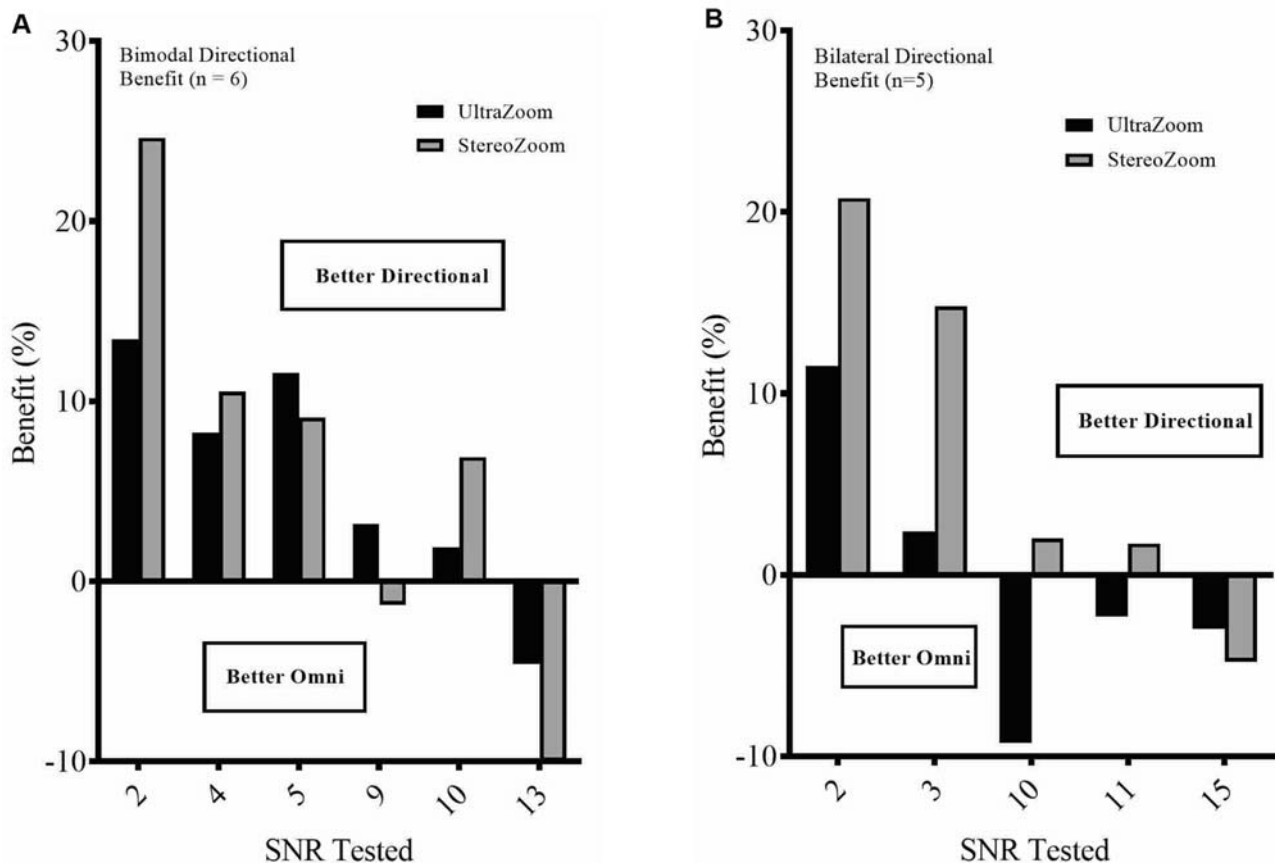 A
Bimodal Directional
Benefit (n = 6)
UltraZoom
StereoZoom
Better Directional
Better Omni
Benefit (%)
30
20
10
0
-10
2
4
5
9
10
13
SNR Tested
B
Bilateral Directional
Benefit (n=5)
UltraZoom
StereoZoom
Better Directional
Better Omni
Benefit (%)
30
20
10
0
-10
2
3
10
11
15
SNR Tested